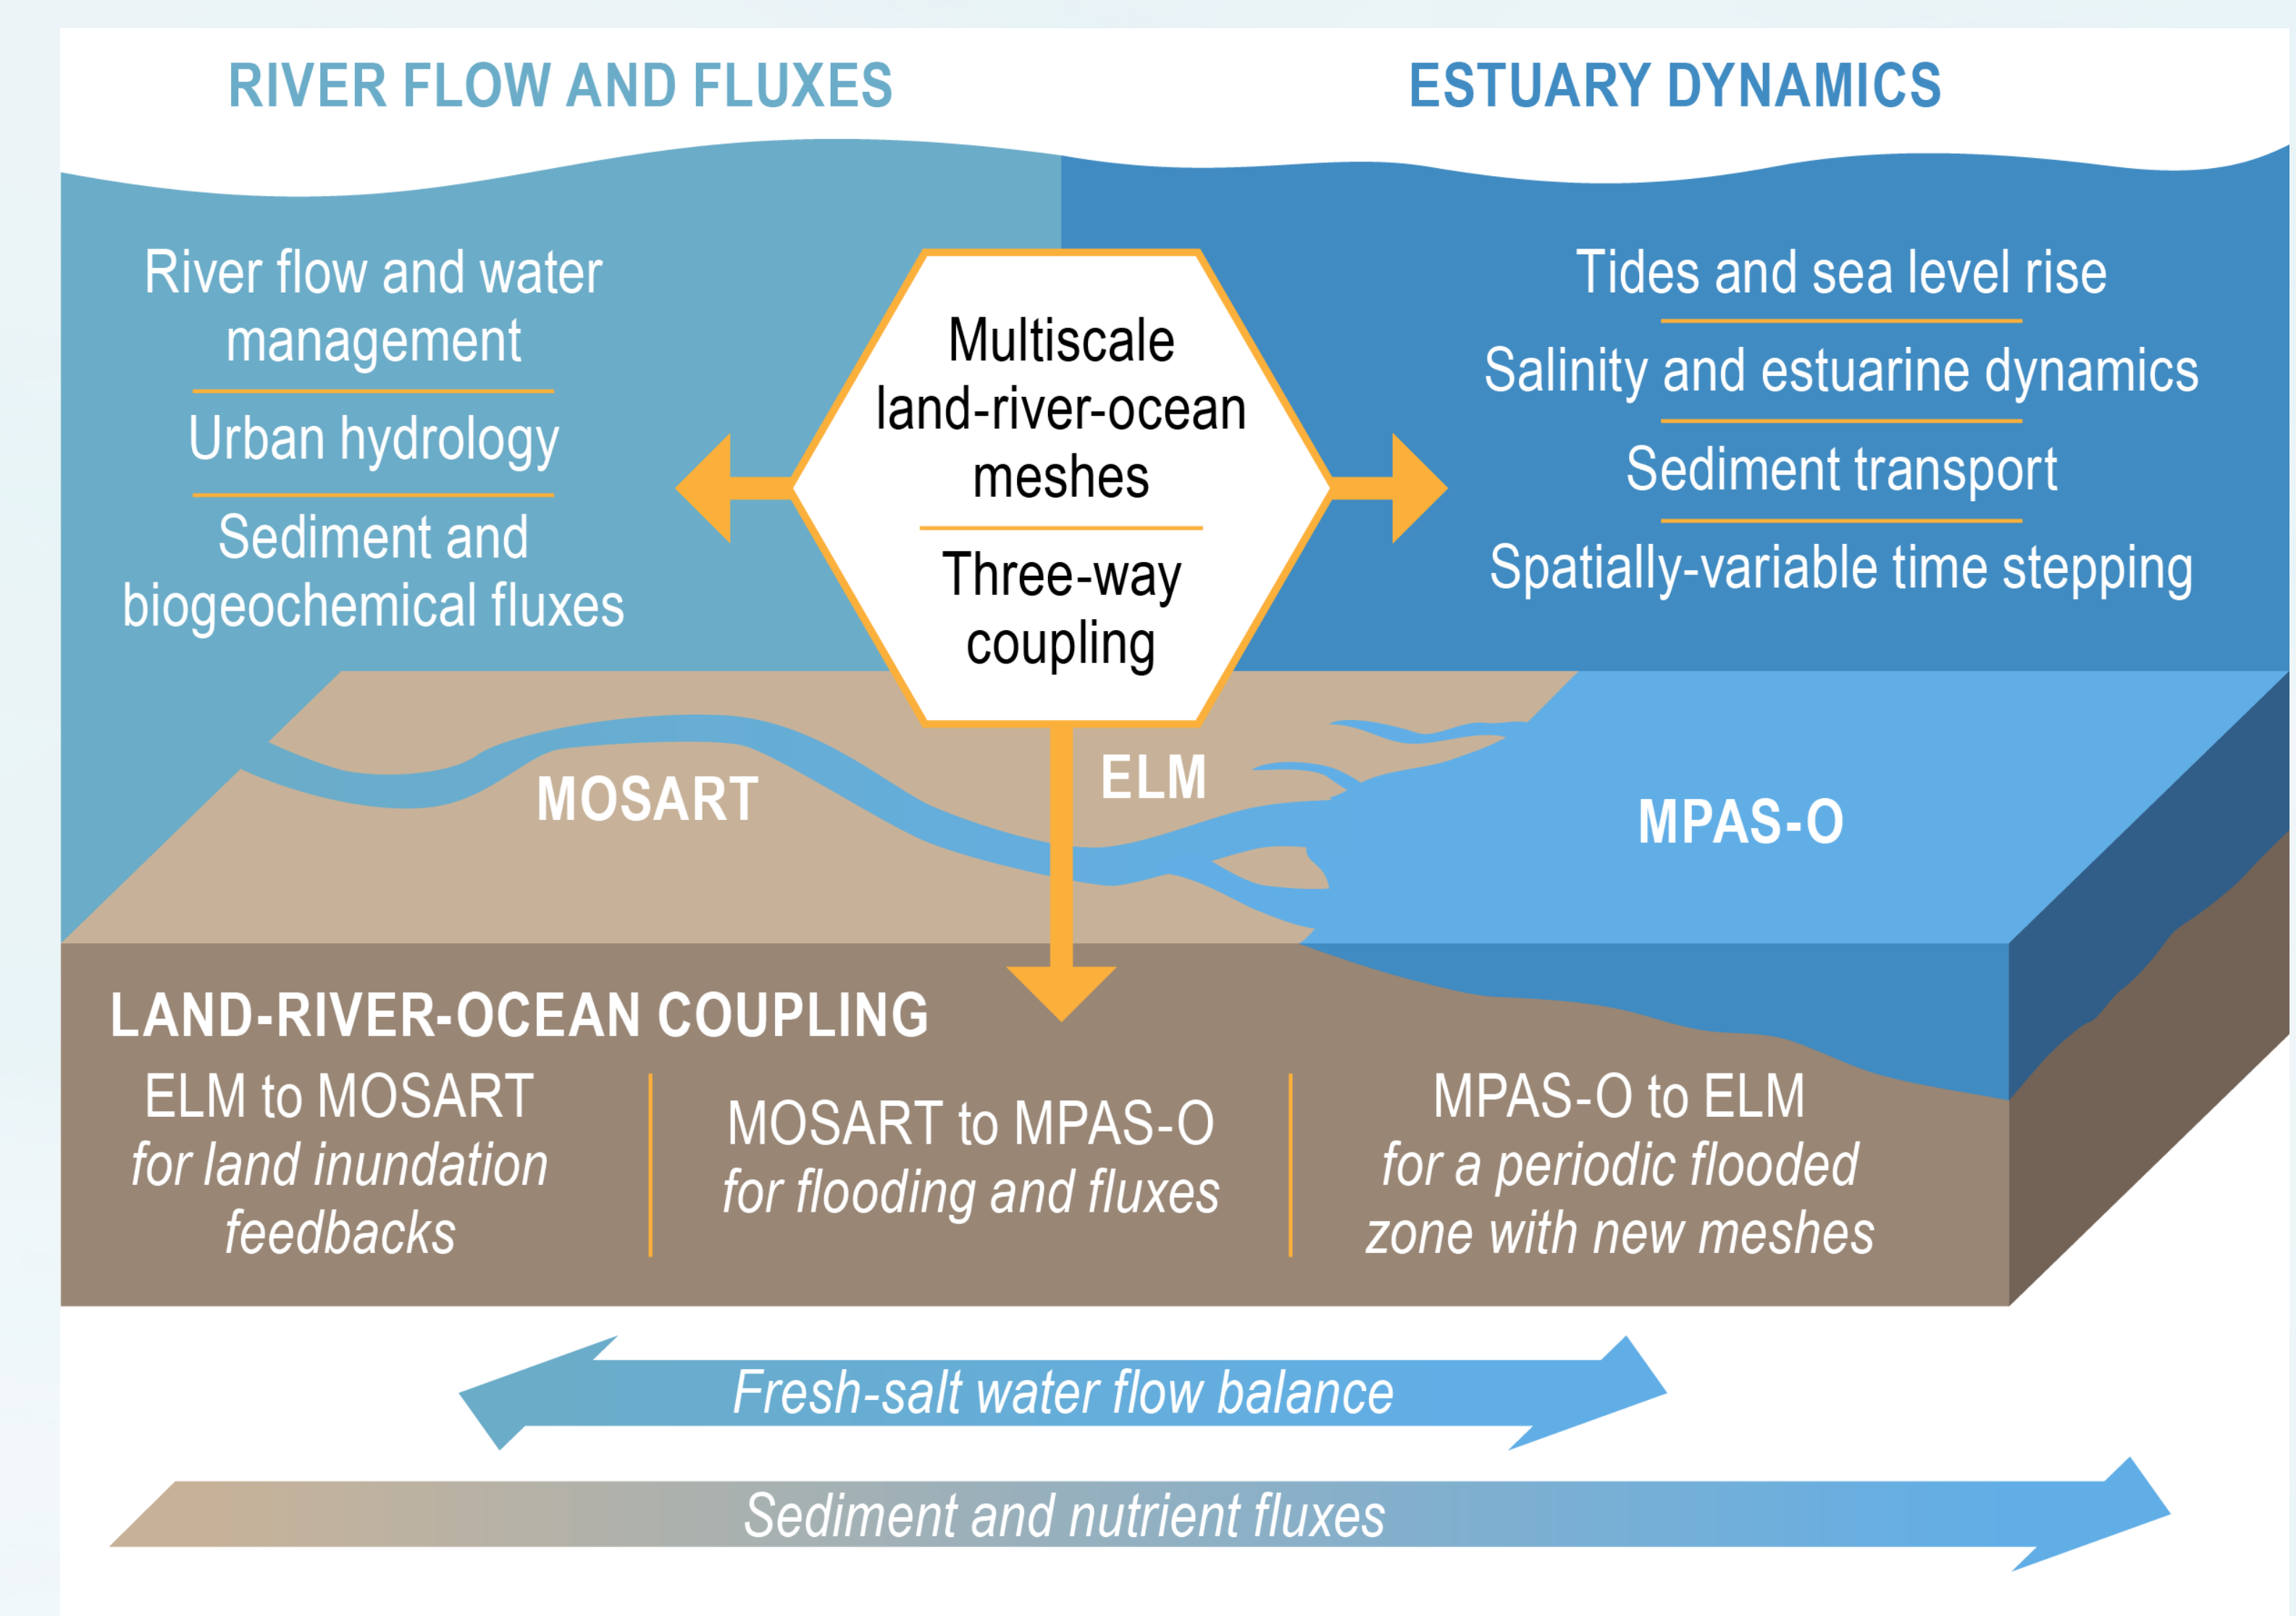 RIVER FLOW AND FLUXES
ESTUARY DYNAMICS
River flow and water
management
Urban hydrology
Sediment and
biogeochemical fluxes
Multiscale
land-river-ocean
meshes
Three-way
coupling
Tides and sea level rise
Salinity and estuarine dynamics
Sediment transport
Spatially-variable time stepping
MOSART
ELM
MPAS-O
LAND-RIVER-OCEAN COUPLING
ELM to MOSART
for land inundation
feedbacks
MOSART to MPAS-O
for flooding and fluxes
MPAS-O to ELM
for a periodic flooded
zone with new meshes
Fresh-salt water flow balance
Sediment and nutrient fluxes